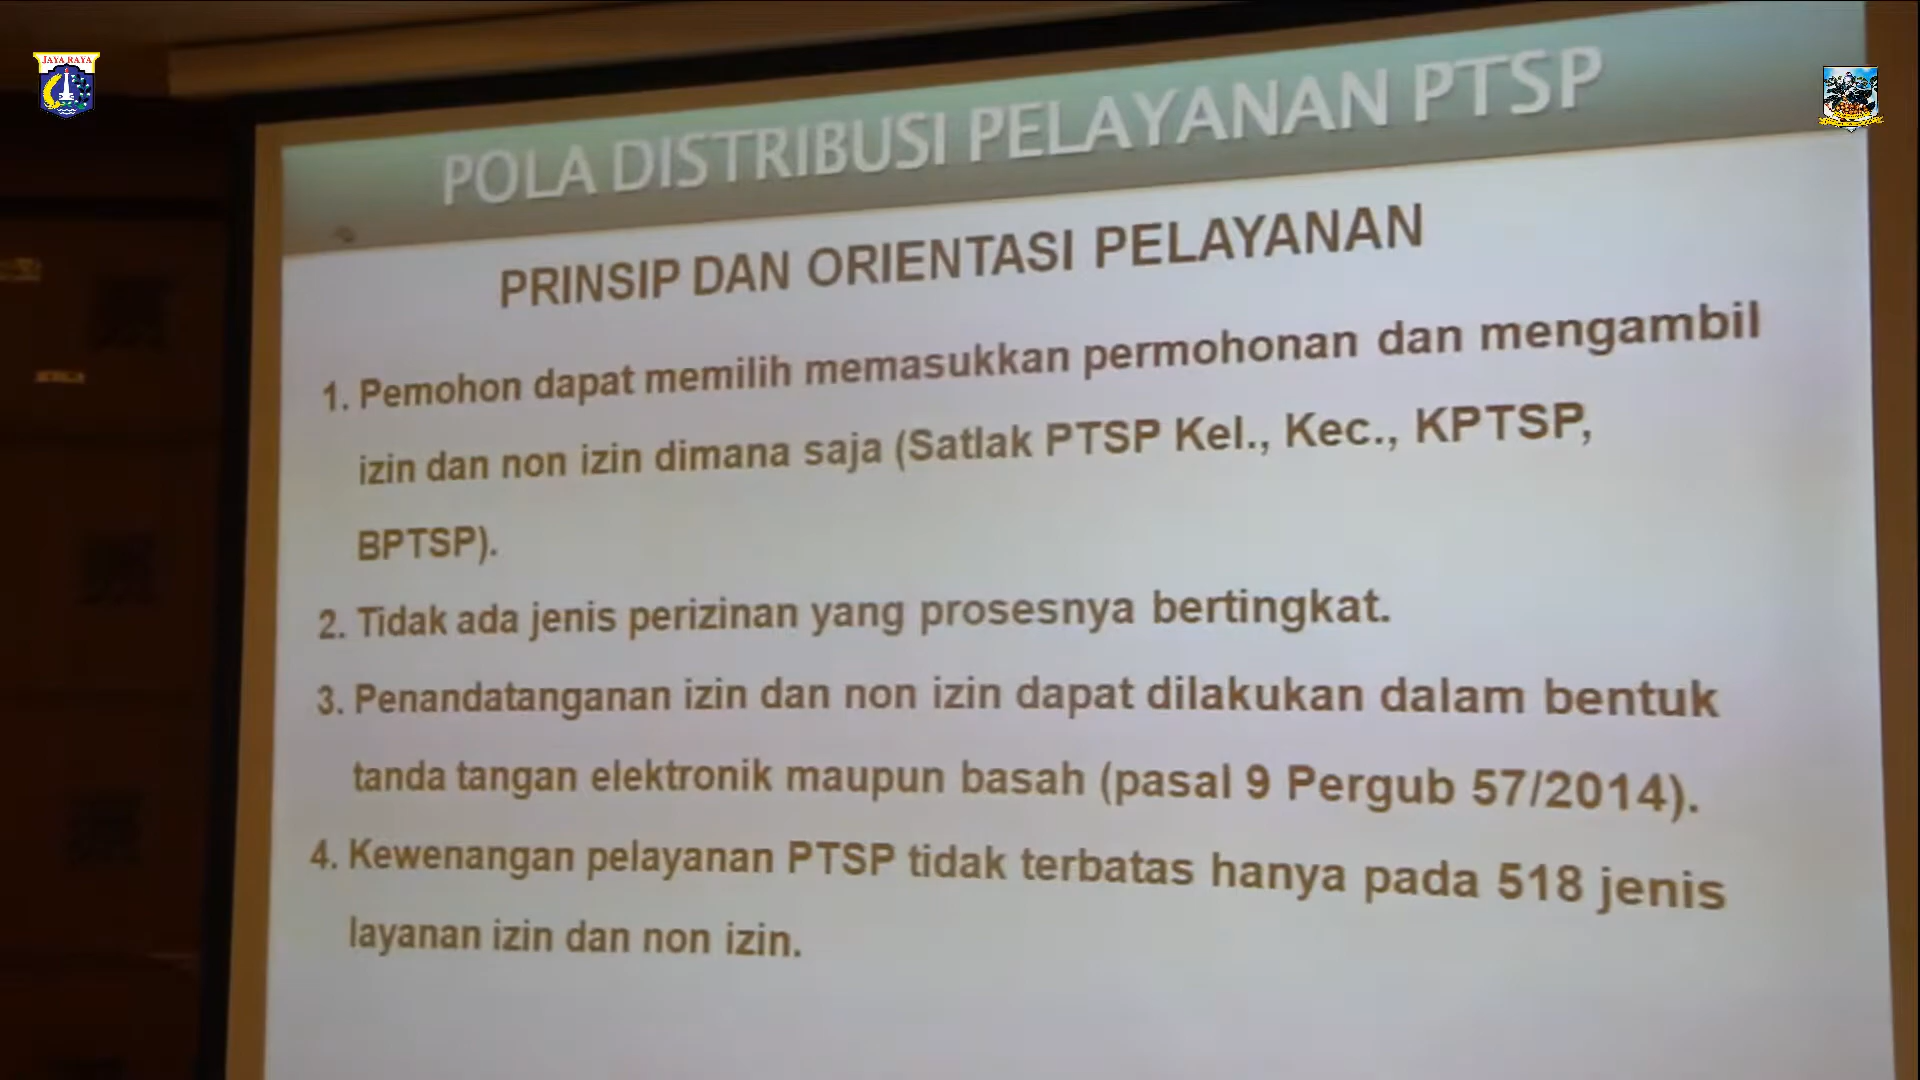 JAYA RAYA
POLA DISTRIBUSI PELAYANAN PTSP
PRINSIP DAN ORIENTASI PELAYANAN
1. Pemohon dapat memilih memasukkan permohonan dan mengambil
izin dan non izin dimana saja (Satlak PTSP Kel., Kec., KPTSP,
BPTSP).
2. Tidak ada jenis perizinan yang prosesnya bertingkat.
3. Penandatanganan izin dan non izin dapat dilakukan dalam bentuk
tanda tangan elektronik maupun basah (pasal 9 Pergub 57/2014).
4. Kewenangan pelayanan PTSP tidak terbatas hanya pada 518 jenis
layanan izin dan non izin.